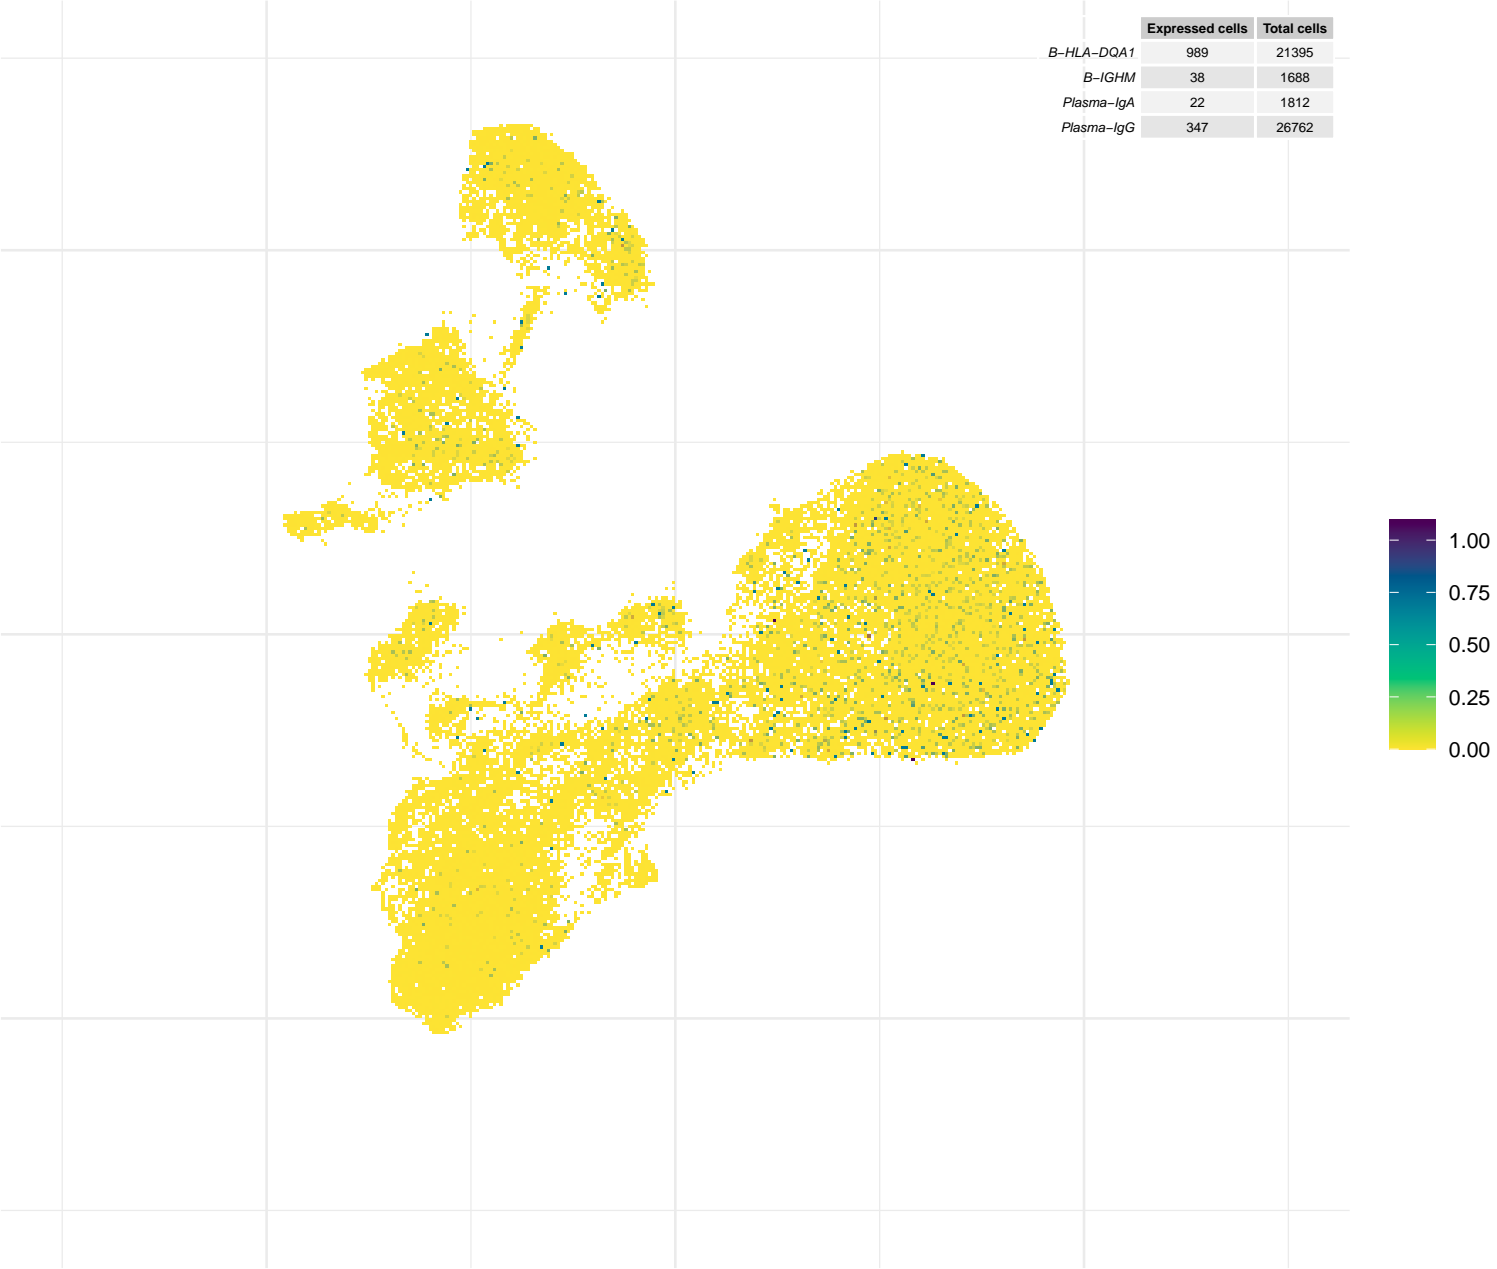 Expressed cells Total cells
B−HLA−DQA1 989 21395
B−IGHM 38 1688
Plasma−IgA 22 1812
Plasma−IgG 347 26762
1.00
0.75
0.50
0.25
0.00